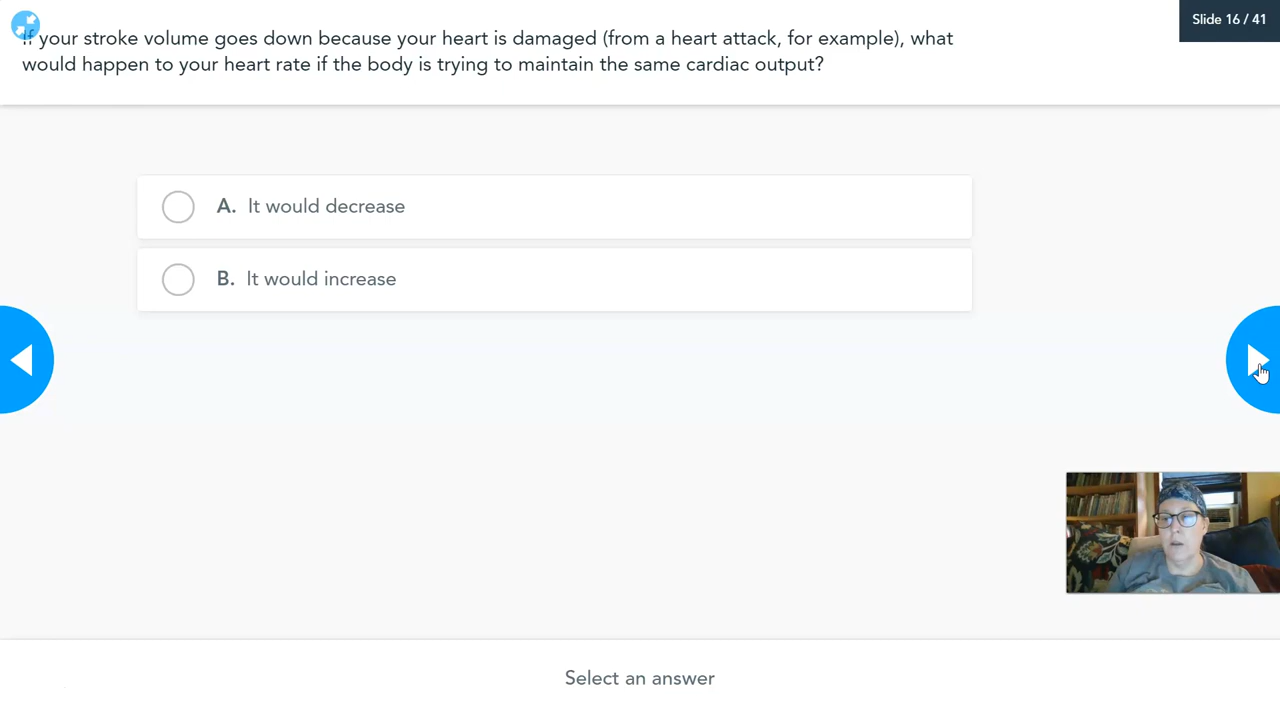 Slide 16 / 41
If your stroke volume goes down because your heart is damaged (from a heart attack, for example), what
would happen to your heart rate if the body is trying to maintain the same cardiac output?
A. It would decrease
B. It would increase
Select an answer